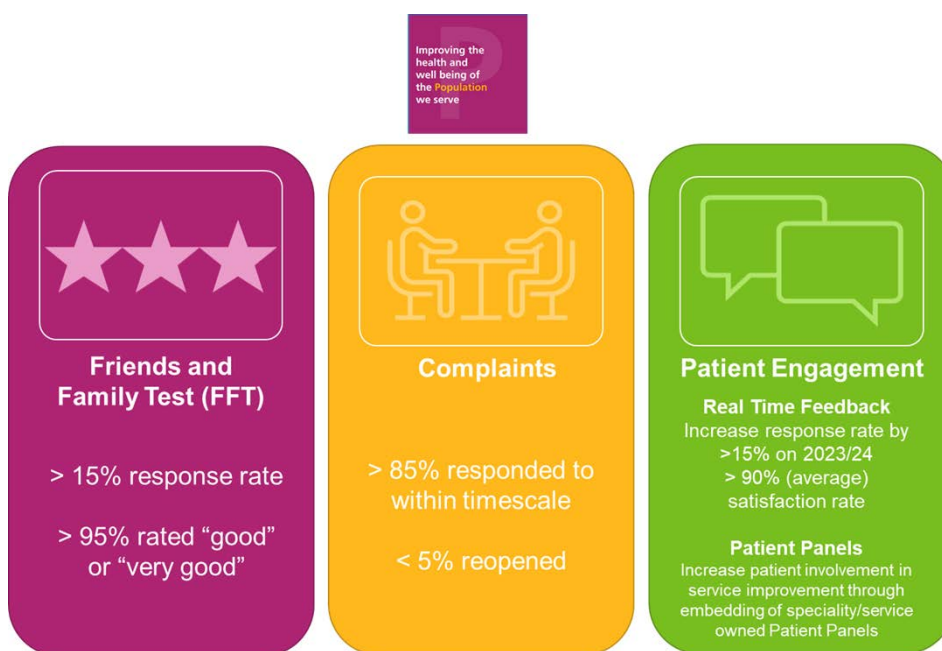 Improving the
health and
well being of
the Population
we serve
Friends and
Family Test (FFT)
> 15% response rate
> 95% rated “good”
or “very good”
Complaints
> 85% responded to
within timescale
< 5% reopened
Patient Engagement
Real Time Feedback
Increase response rate by
>15% on 2023/24
> 90% (average)
satisfaction rate
Patient Panels
Increase patient involvement in
service improvement through
embedding of speciality/service
owned Patient Panels